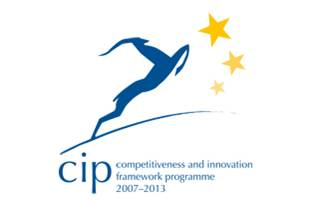 cip
competitiveness and innovation
framework programme
2007–2013